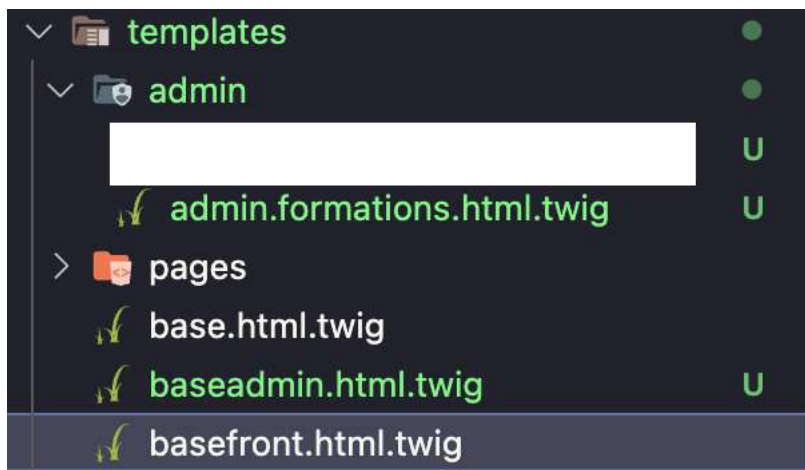 templates
admin
U
admin.formations.html.twig U
pages
base.html.twig
baseadmin.html.twig U
basefront.html.twig